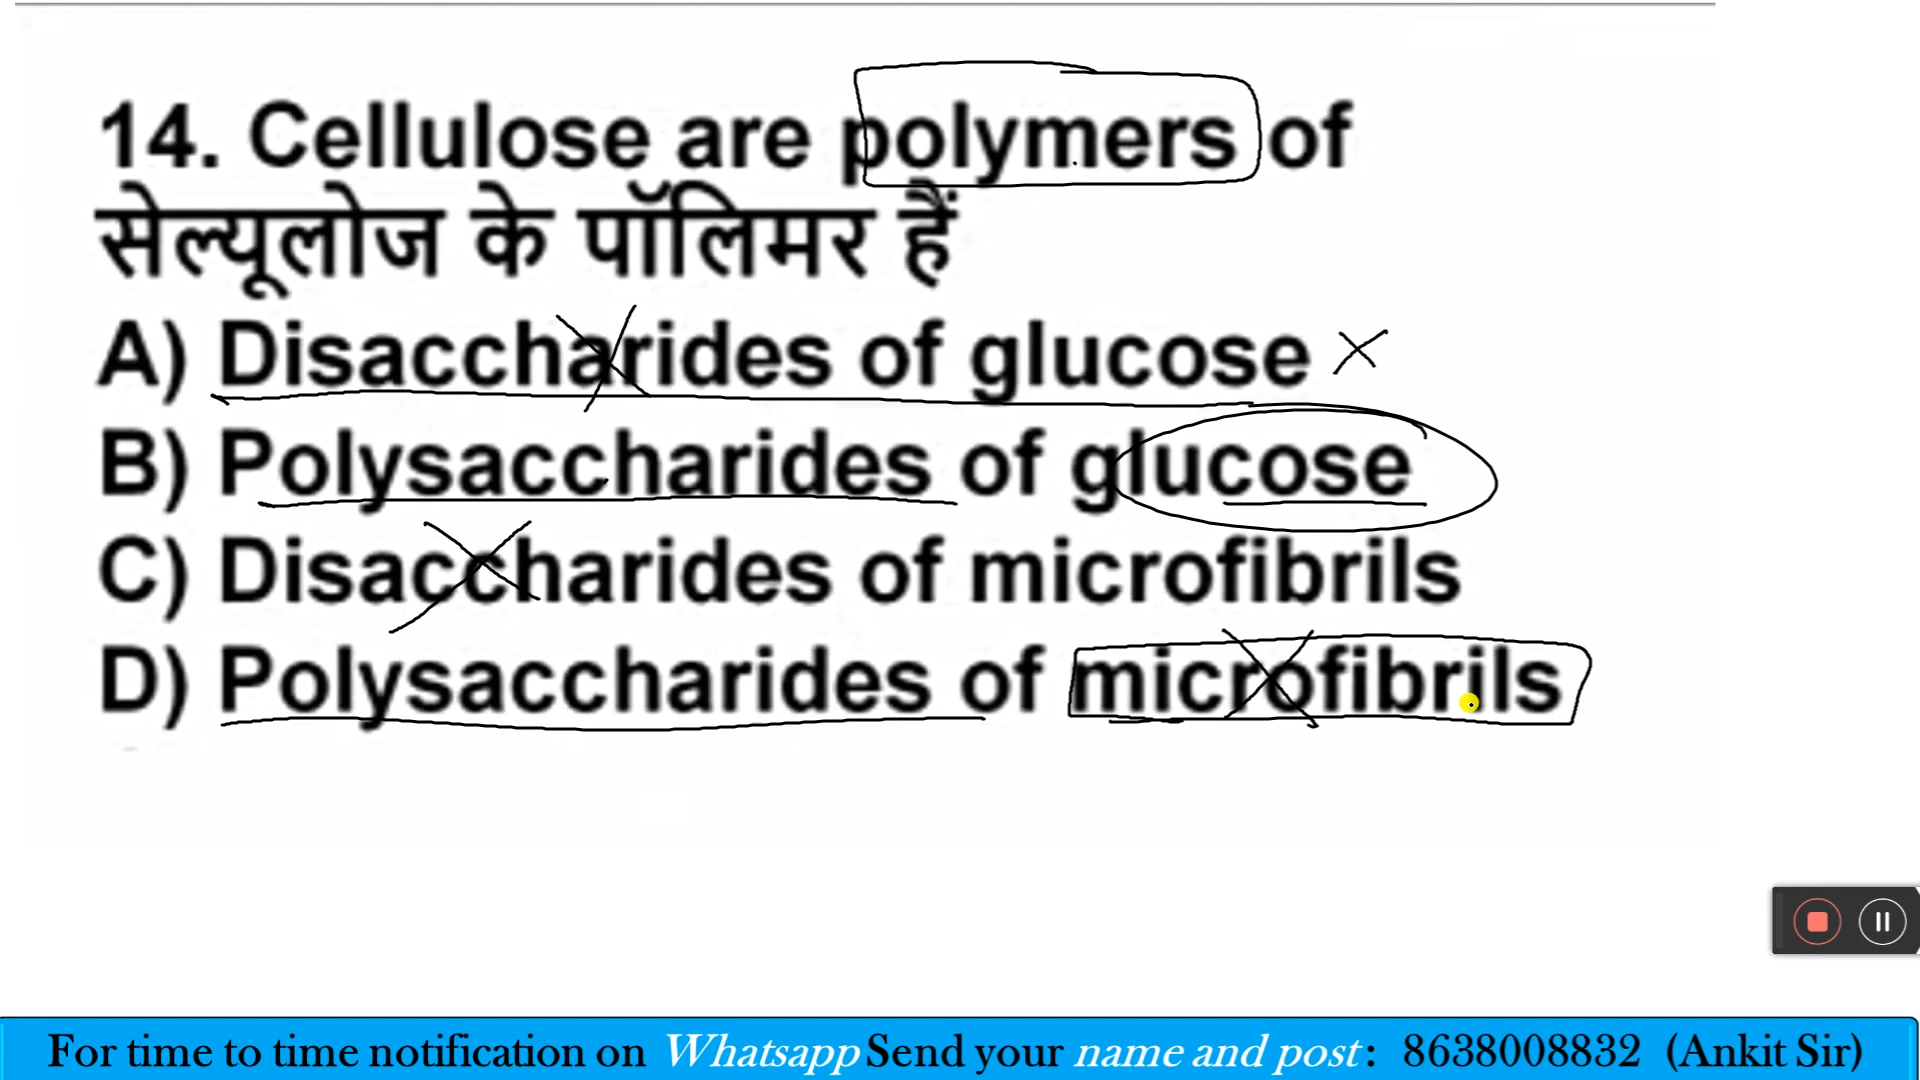 14. Cellulose are polymers of
सेल्यूलोज के पॉलिमर हैं
A) Disaccharides of glucose
B) Polysaccharides of glucose
C) Disaccharides of microfibrils
D) Polysaccharides of microfibrils
For time to time notification on Whatsapp Send your name and post : 8638008832 (Ankit Sir)